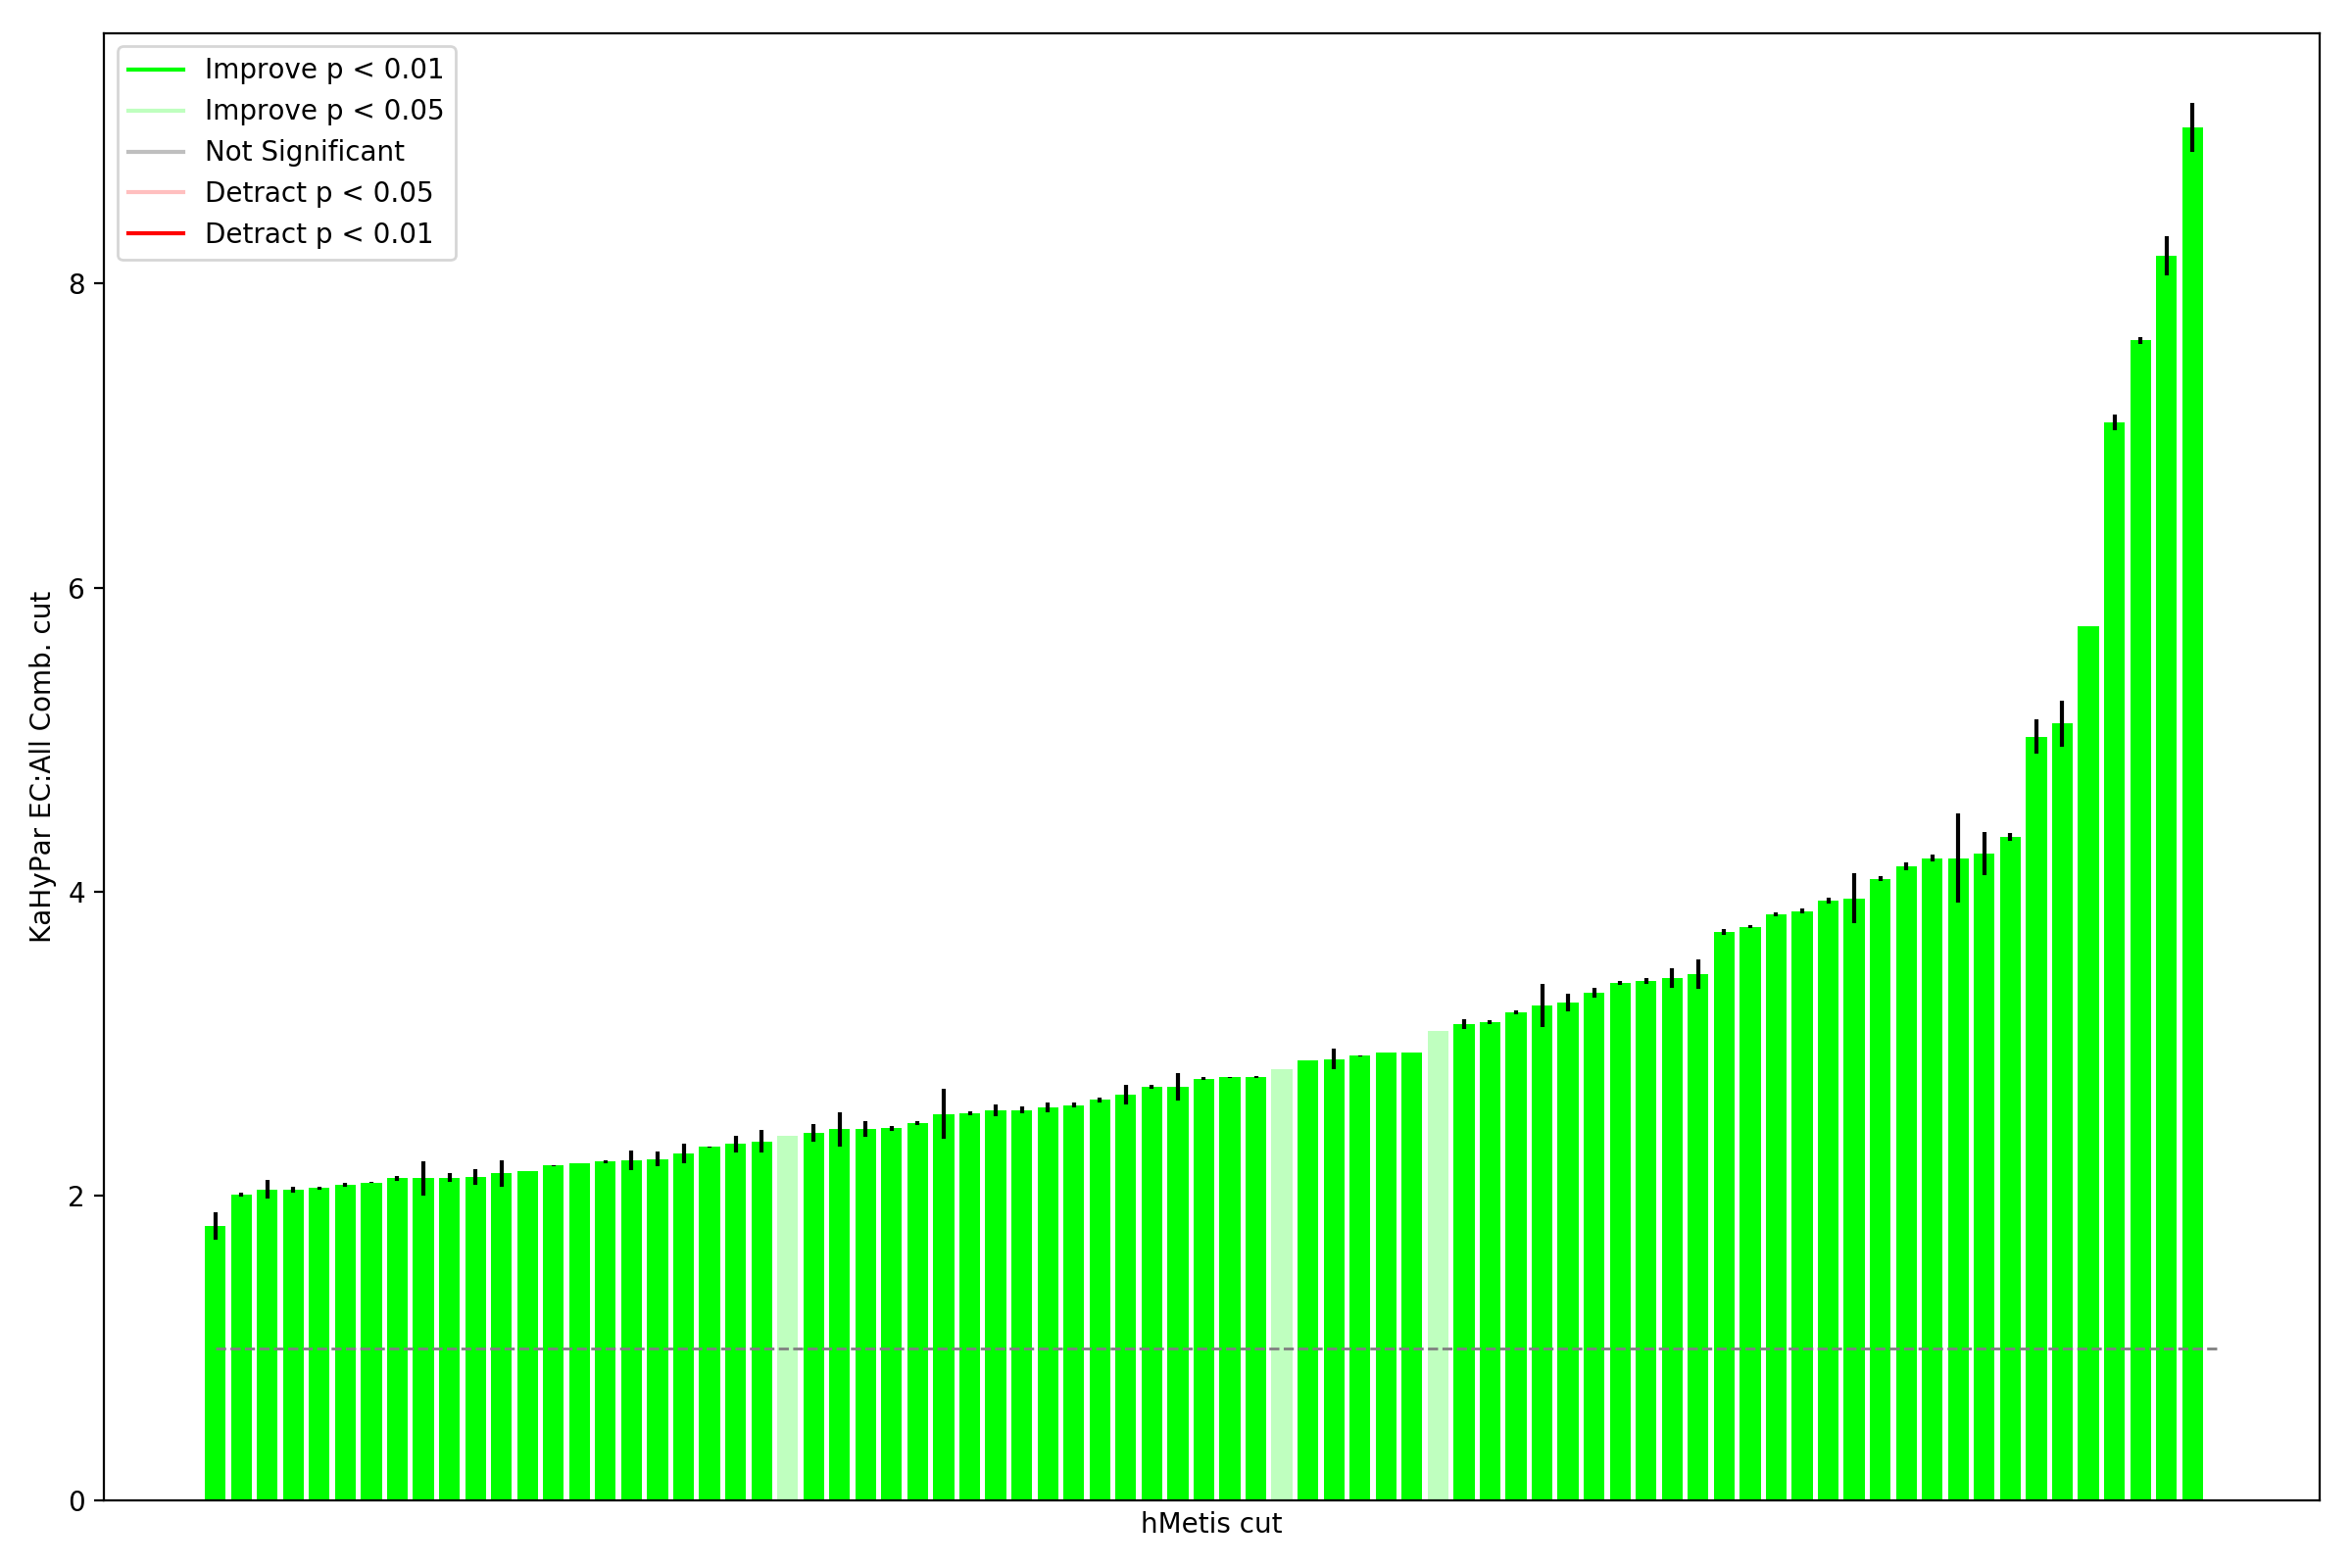 Improve p < 0.01
Improve p < 0.05
Not Significant
Detract p < 0.05
Detract p < 0.01
8
6
4
2
0
KaHyPar EC:All Comb. cut
hMetis cut